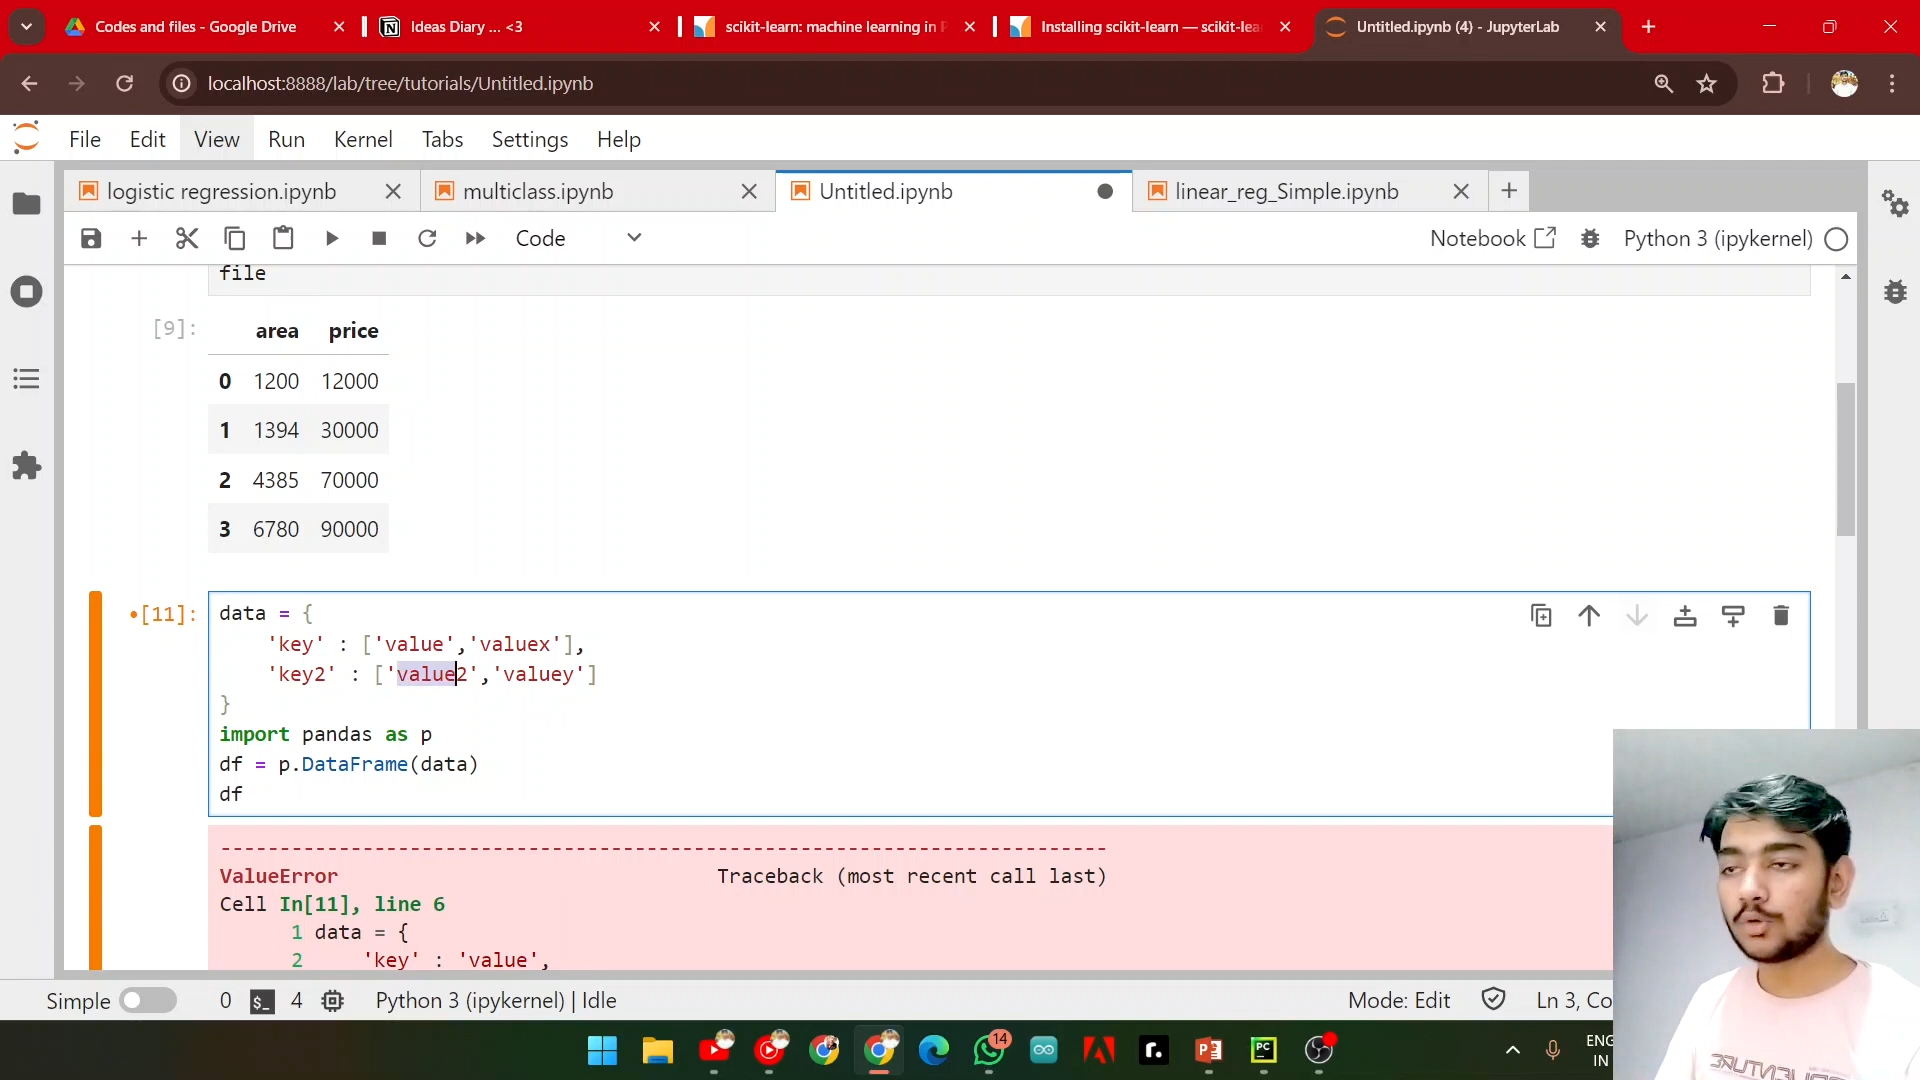 Codes and files - Google Drive
Ideas Diary ... <3
scikit-learn: machine learning in P
Installing scikit-learn — scikit-lea
Untitled.ipynb (4) - JupyterLab
localhost:8888/lab/tree/tutorials/Untitled.ipynb
File Edit View Run Kernel Tabs Settings Help
logistic regression.ipynb
multiclass.ipynb
Untitled.ipynb
linear_reg_Simple.ipynb
Code
Notebook
Python 3 (ipykernel)
file
[9]:
area price
0 1200 12000
1 1394 30000
2 4385 70000
3 6780 90000
•[11]:
data = {
'key' : ['value','valuex'],
'key2' : ['value2','valuey']
}
import pandas as p
df = p.DataFrame(data)
df
---------------------------------------------------------------------------
ValueError Traceback (most recent call last)
Cell In[11], line 6
1 data = {
2 'key' : 'value',
Simple 0 $_ 4 Python 3 (ipykernel) | Idle
Mode: Edit Ln 3, Co
14
PC
ENG
IN